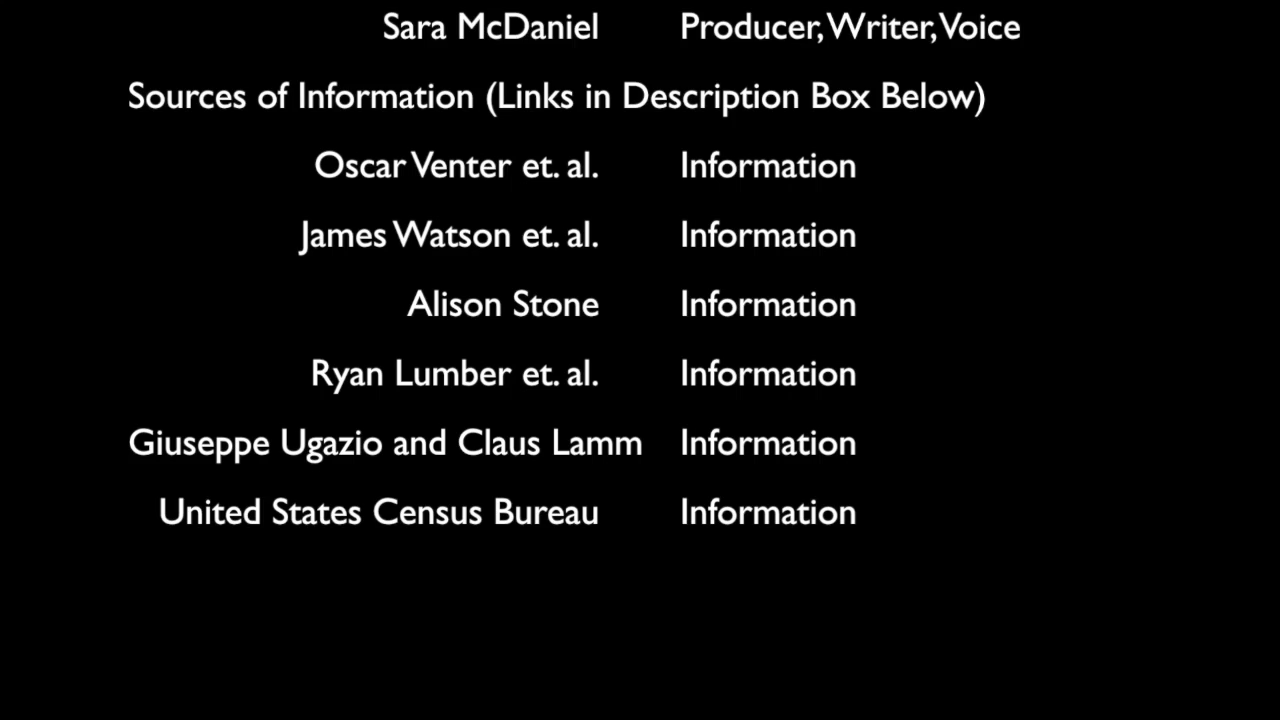 Sara McDaniel Producer, Writer, Voice
Sources of Information (Links in Description Box Below)
Oscar Venter et. al. Information
James Watson et. al. Information
Alison Stone Information
Ryan Lumber et. al. Information
Giuseppe Ugazio and Claus Lamm Information
United States Census Bureau Information